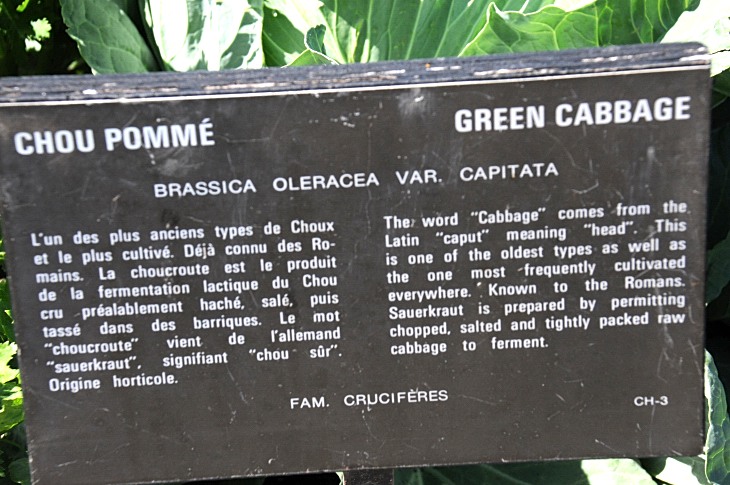 CHOU POMMÉ
GREEN CABBAGE
BRASSICA OLERACEA VAR. CAPITATA
L'un des plus anciens types de Choux
et le plus cultivé. Déjà connu des Ro-
mains. La choucroute est le produit
de la fermentation lactique du Chou
cru préalablement haché, salé, puis
tassé dans des barriques. Le mot
"choucroute" vient de l'allemand
"sauerkraut", signifiant "chou sûr".
Origine horticole.
The word "Cabbage" comes from the
Latin "caput" meaning "head". This
is one of the oldest types as well as
the one most frequently cultivated
everywhere. Known to the Romans.
Sauerkraut is prepared by permitting
chopped, salted and tightly packed raw
cabbage to ferment.
FAM. CRUCIFÈRES
CH-3